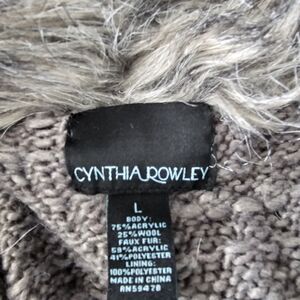 CYNTHIA ROWLEY
L
BODY:
75%ACRYLIC
25%WOOL
FAUX FUR:
59%ACRYLIC
41%POLYESTER
LINING:
100%POLYESTER
MADE IN CHINA
RN59478